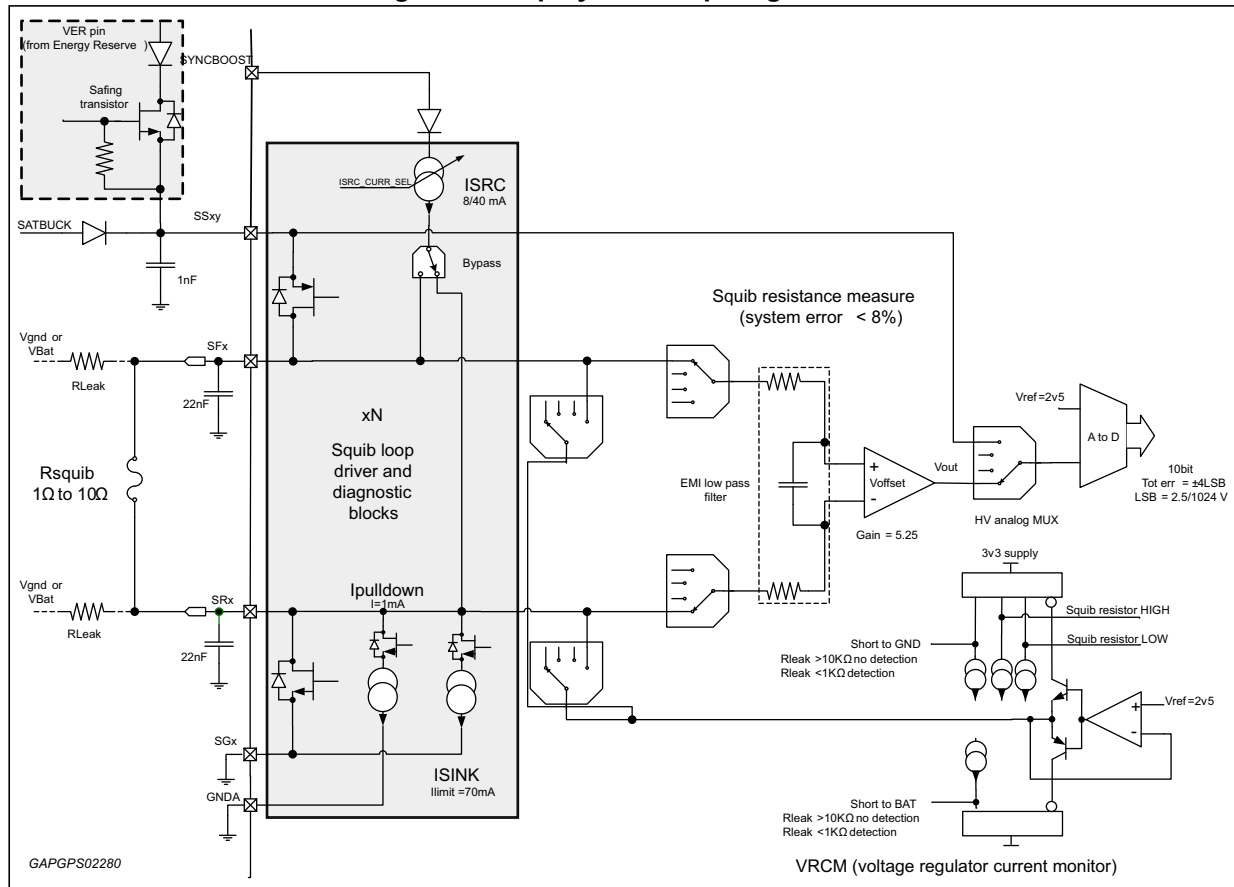 VER pin
(from Energy Reserve )
SYNCBOOST
Safing
transistor
ISRC_CURR_SEL
ISRC
8/40 mA
SATBUCK
SSxy
1nF
Bypass
Squib resistance measure
(system error < 8%)
Vgnd or
VBat
SFx
RLeak
22nF
xN
Squib loop
driver and
diagnostic
blocks
Rsquib
1Ω to 10Ω
EMI low pass
filter
+
Voffset
-
Vout
Gain = 5.25
Vref=2v5
A to D
10bit
Tot err = ±4LSB
LSB = 2.5/1024 V
HV analog MUX
3v3 supply
Vgnd or
VBat
SRx
RLeak
22nF
Ipulldown
I=1mA
Squib resistor HIGH
Squib resistor LOW
Short to GND
Rleak >10KΩ no detection
Rleak <1KΩ detection
Vref=2v5
+
-
SGx
GNDA
ISINK
Ilimit =70mA
Short to BAT
Rleak >10KΩ no detection
Rleak <1KΩ detection
GAPGPS02280
VRCM (voltage regulator current monitor)